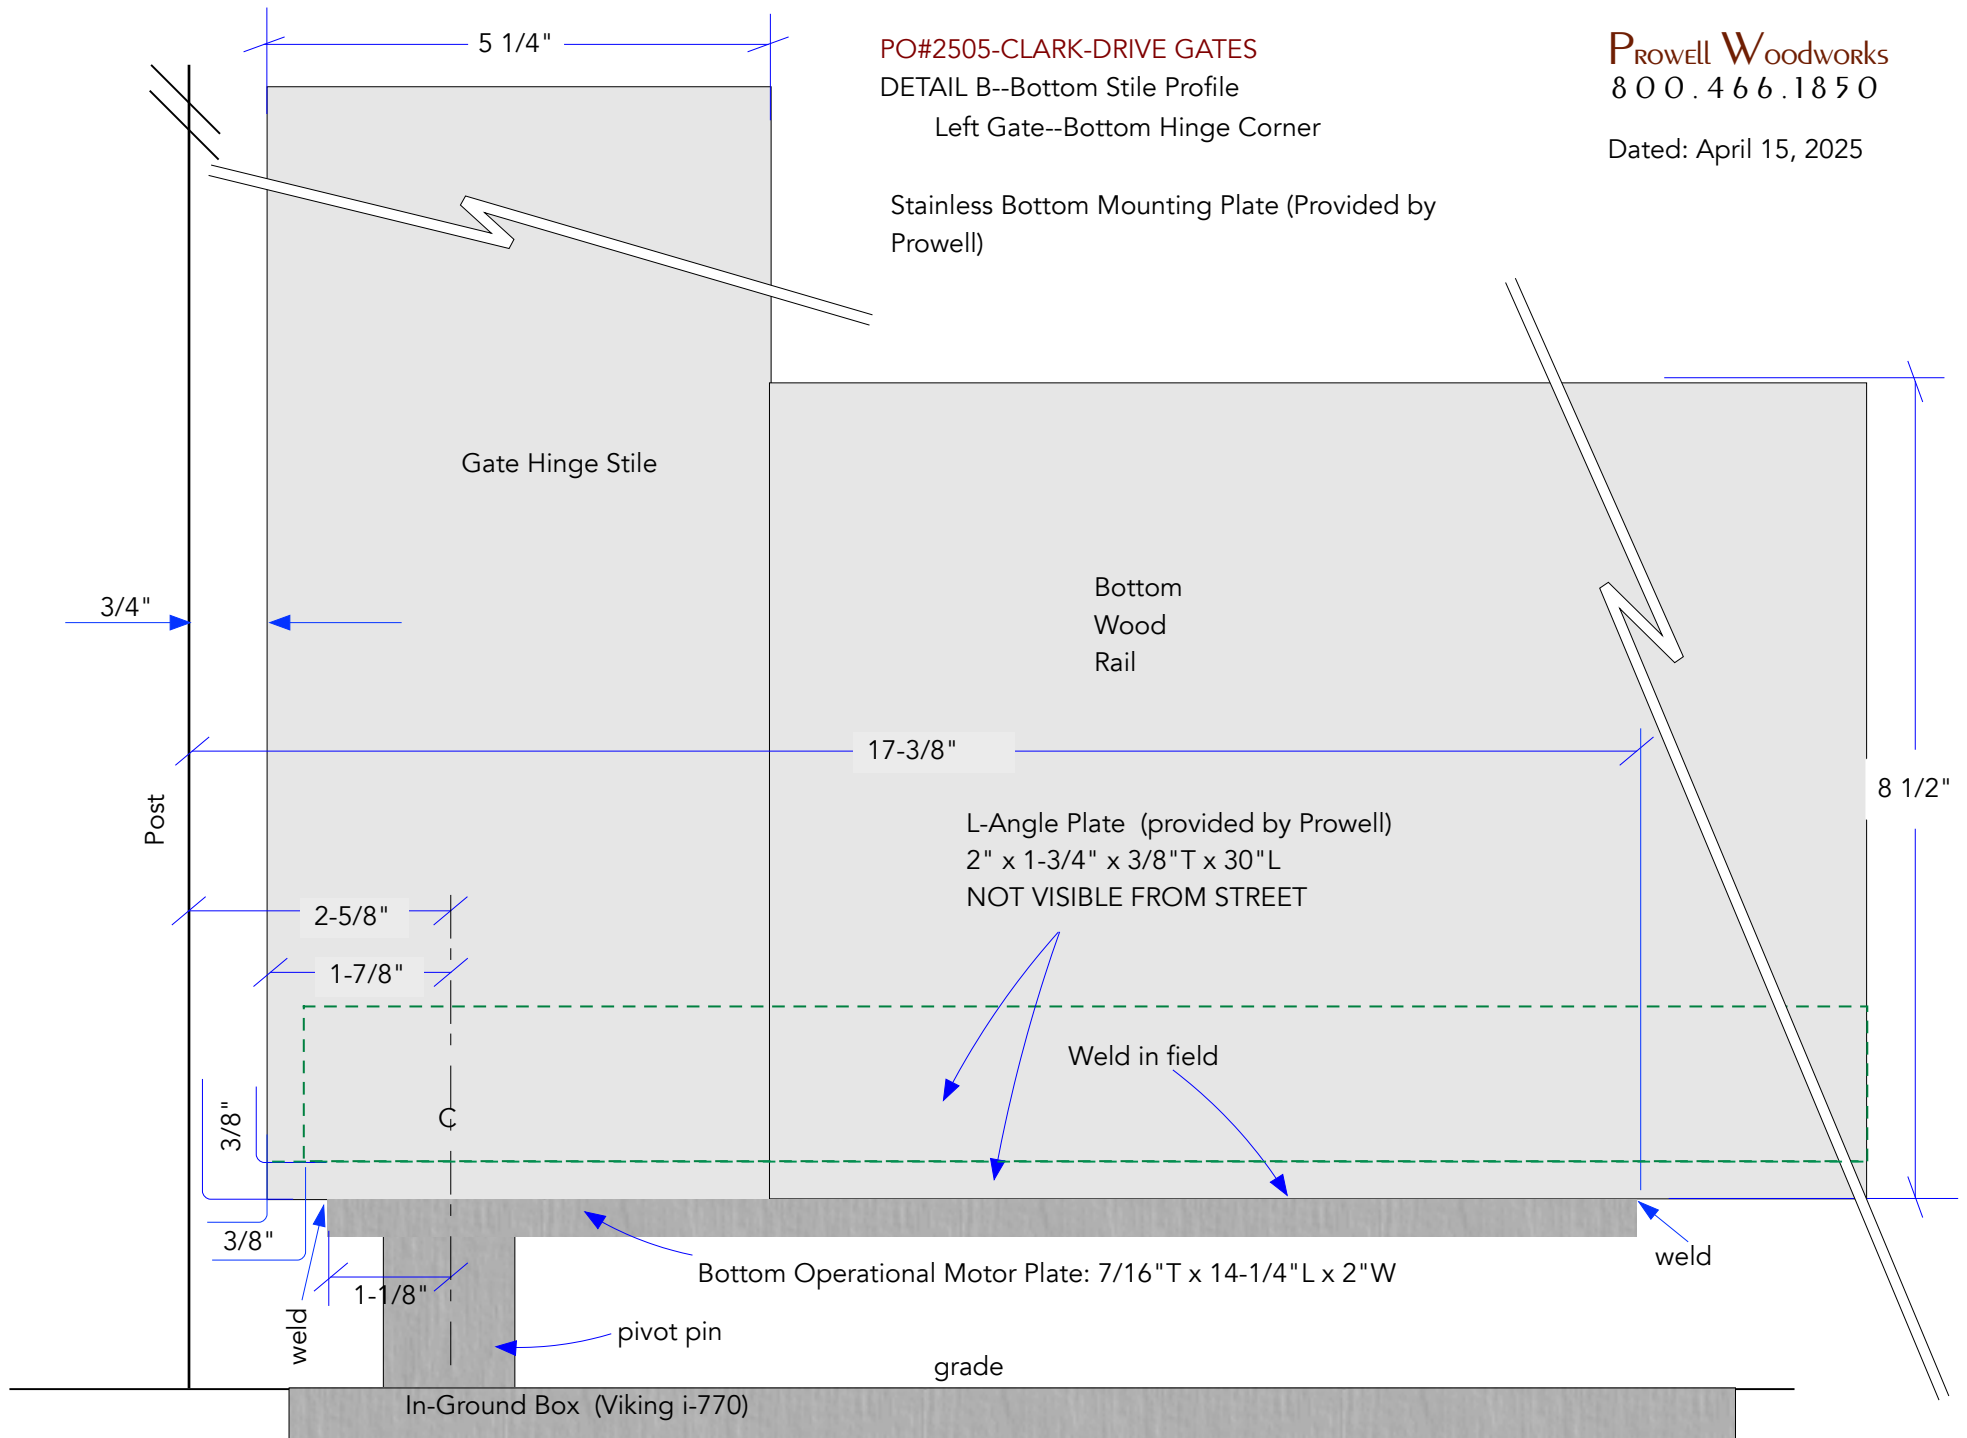 5 1/4"
PO#2505-CLARK-DRIVE GATES
DETAIL B--Bottom Stile Profile
Left Gate--Bottom Hinge Corner
Stainless Bottom Mounting Plate (Provided by
Prowell)
Prowell Woodworks
800.466.1850
Dated: April 15, 2025
Gate Hinge Stile
Bottom
Wood
Rail
3/4"
17-3/8"
8 1/2"
Post
L-Angle Plate (provided by Prowell)
2" x 1-3/4" x 3/8"T x 30"L
NOT VISIBLE FROM STREET
2-5/8"
1-7/8"
Weld in field
C
3/8"
3/8"
weld
Bottom Operational Motor Plate: 7/16"T x 14-1/4"L x 2"W
1-1/8"
weld
pivot pin
grade
In-Ground Box (Viking i-770)